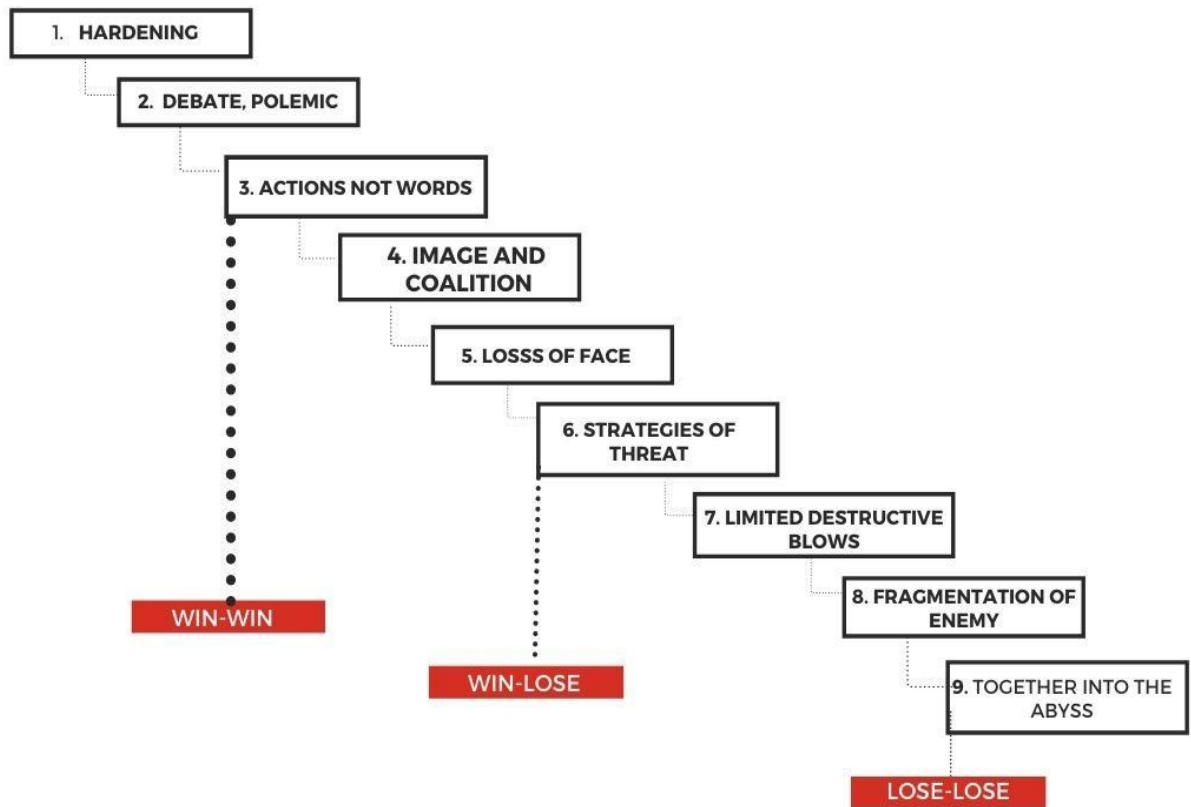 1. HARDENING
2. DEBATE, POLEMIC
3. ACTIONS NOT WORDS
4. IMAGE AND
COALITION
5. LOSSS OF FACE
6. STRATEGIES OF
THREAT
7. LIMITED DESTRUCTIVE
BLOWS
8. FRAGMENTATION OF
ENEMY
WIN-WIN
WIN-LOSE
9. TOGETHER INTO THE
ABYSS
LOSE-LOSE